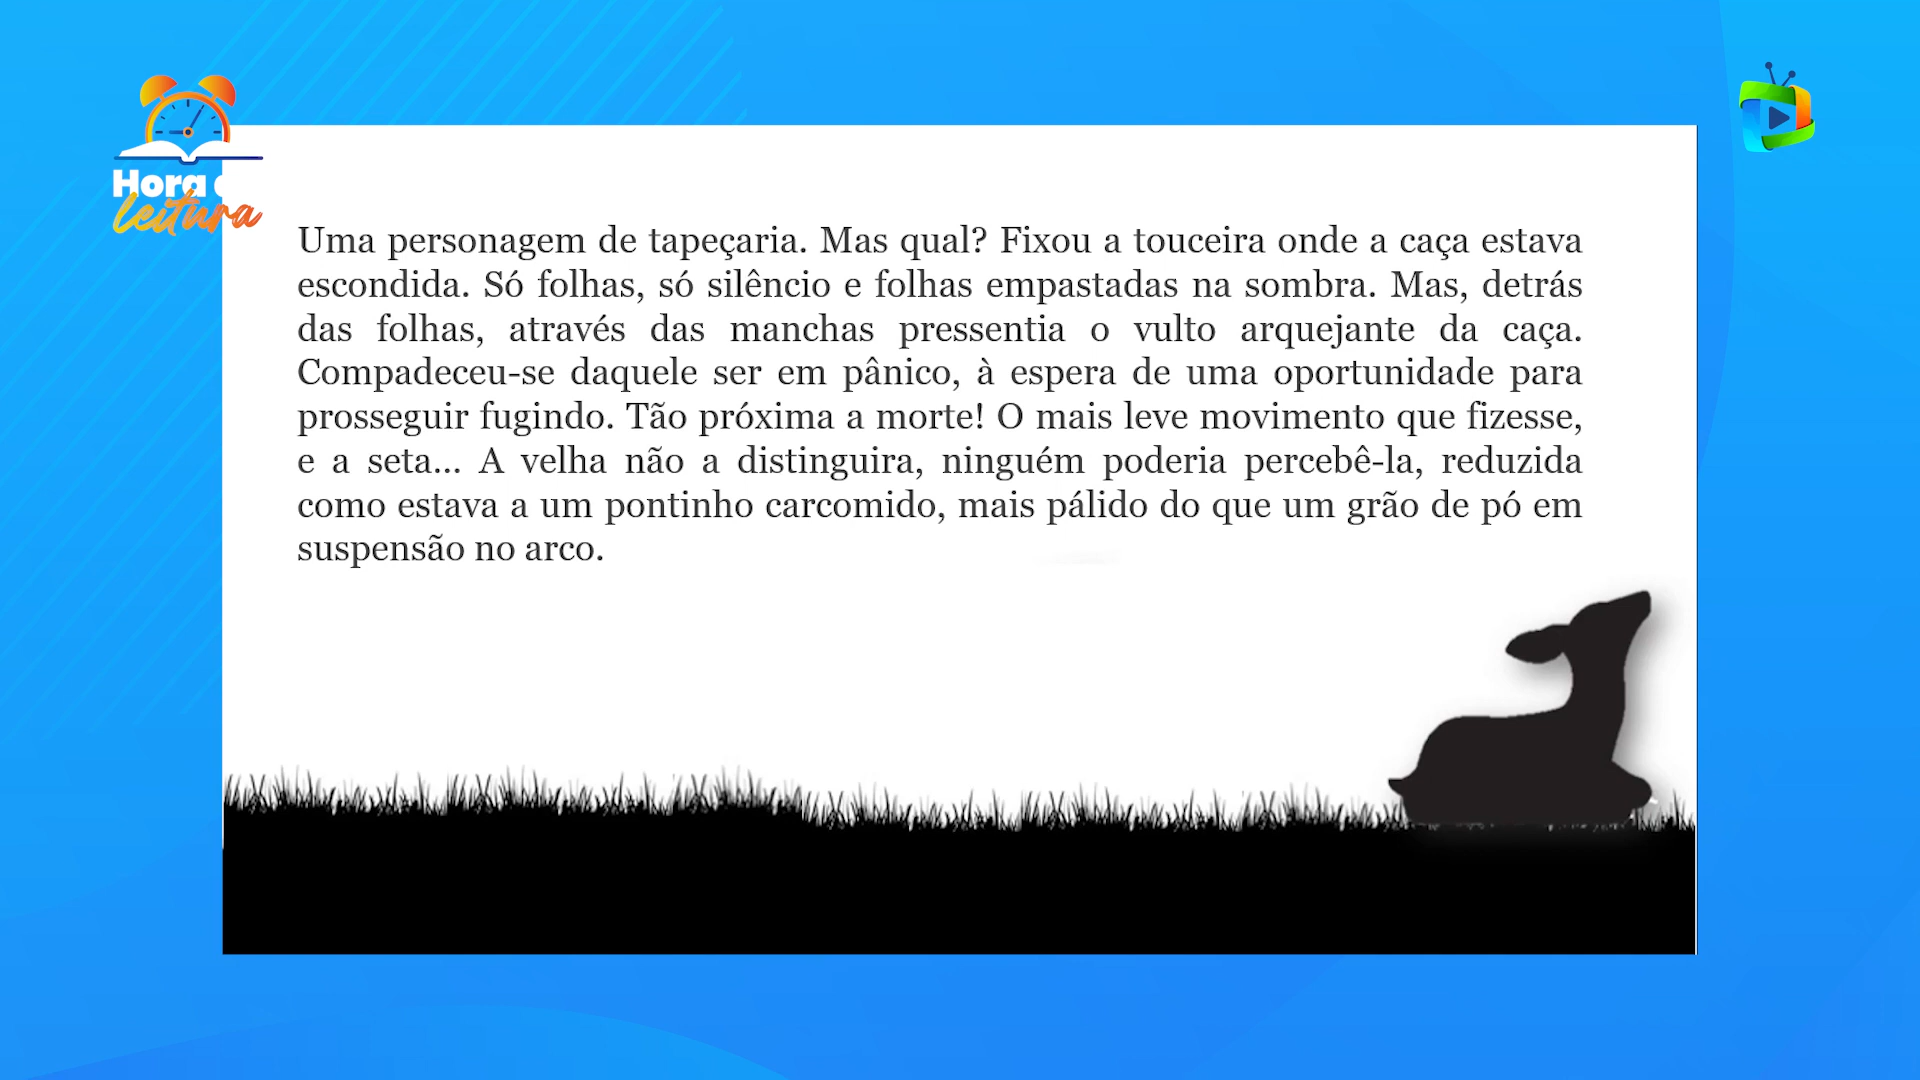 Hora
leitura
Uma personagem de tapeçaria. Mas qual? Fixou a touceira onde a caça estava
escondida. Só folhas, só silêncio e folhas empastadas na sombra. Mas, detrás
das folhas, através das manchas pressentia o vulto arquejante da caça.
Compadeceu-se daquele ser em pânico, à espera de uma oportunidade para
prosseguir fugindo. Tão próxima a morte! O mais leve movimento que fizesse,
e a seta... A velha não a distinguira, ninguém poderia percebê-la, reduzida
como estava a um pontinho carcomido, mais pálido do que um grão de pó em
suspensão no arco.